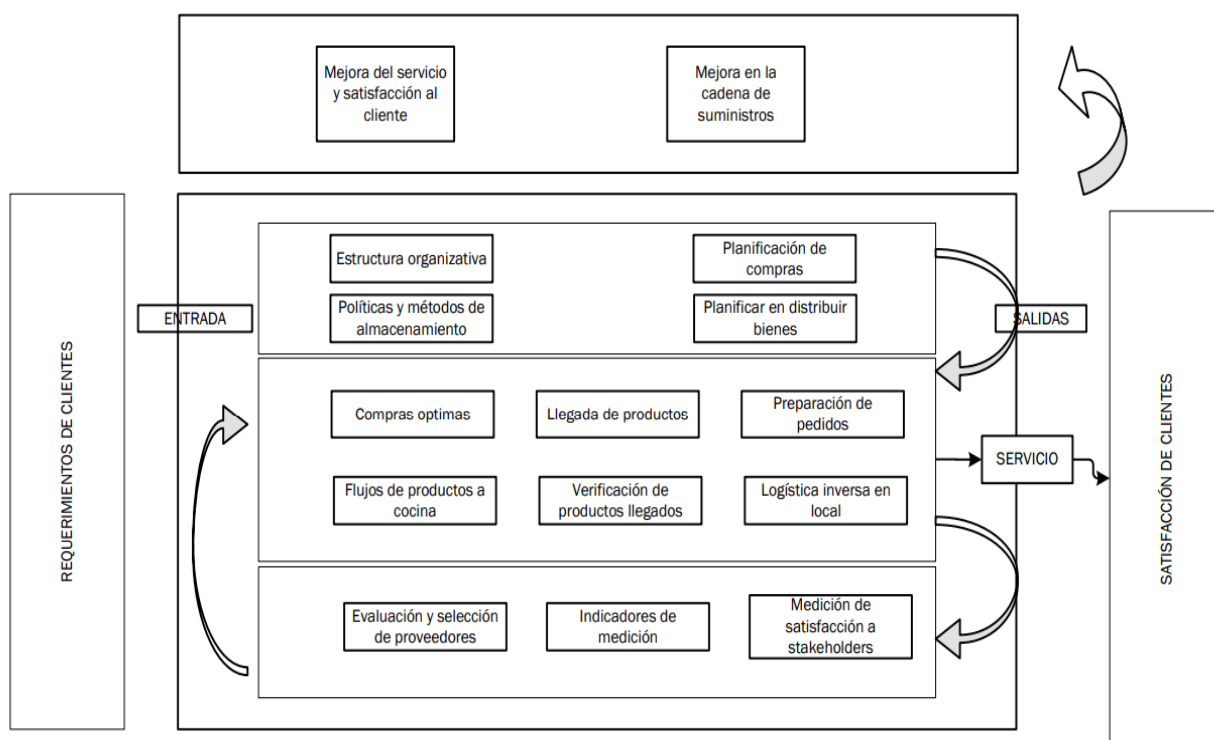 Mejora del servicio
y satisfacción al
cliente
Mejora en la
cadena de
suministros
REQUERIMIENTOS DE CLIENTES
ENTRADA
Estructura organizativa
Planificación de
compras
Políticas y métodos de
almacenamiento
Planificar en distribuir
bienes
SALIDAS
Compras optimas
Llegada de productos
Preparación de
pedidos
Flujos de productos a
cocina
Verificación de
productos llegados
Logística inversa en
local
SERVICIO
Evaluación y selección
de proveedores
Indicadores de
medición
Medición de
satisfacción a
stakeholders
SATISFACCIÓN DE CLIENTES